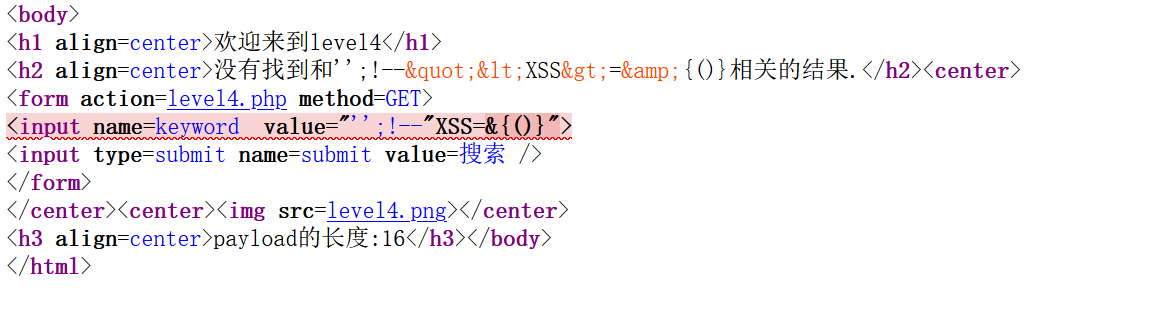 <body>
<h1 align=center>欢迎来到level4</h1>
<h2 align=center>没有找到和'';!--&quot;&lt;XSS&gt;=&amp;{()}相关的结果.</h2><center>
<form action=level4.php method=GET>
<input name=keyword  value="'';!--"XSS=&{()}">
<input type=submit name=submit value=搜索 />
</form>
</center><center><img src=level4.png></center>
<h3 align=center>payload的长度:16</h3></body>
</html>